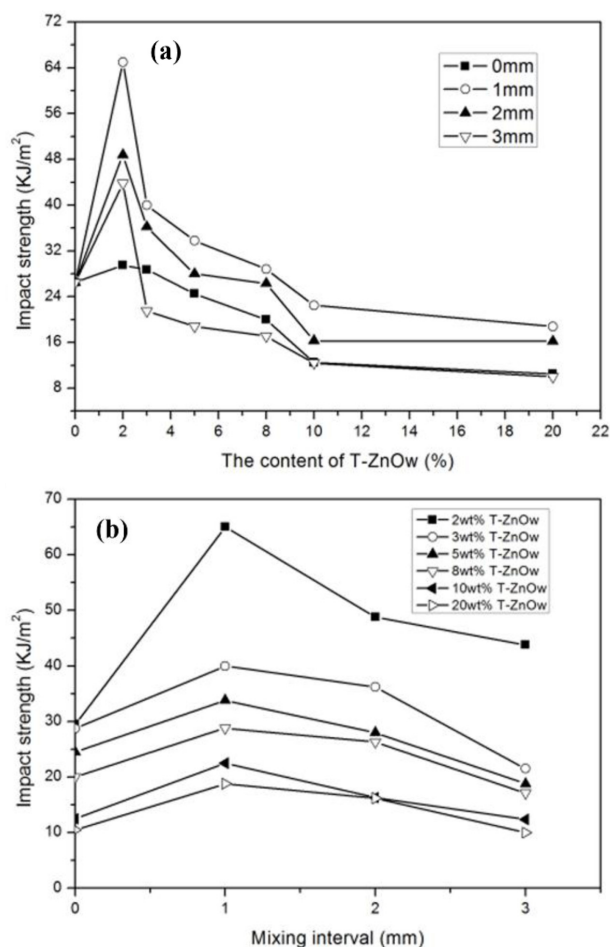 (a)
0mm
1mm
2mm
3mm
72
64
56
48
40
32
24
16
8
Impact strength (KJ/m²)
0 2 4 6 8 10 12 14 16 18 20 22
The content of T-ZnOw (%)
(b)
2wt% T-ZnOw
3wt% T-ZnOw
5wt% T-ZnOw
8wt% T-ZnOw
10wt% T-ZnOw
20wt% T-ZnOw
70
60
50
40
30
20
10
0
Impact strength (KJ/m²)
0 1 2 3
Mixing interval (mm)